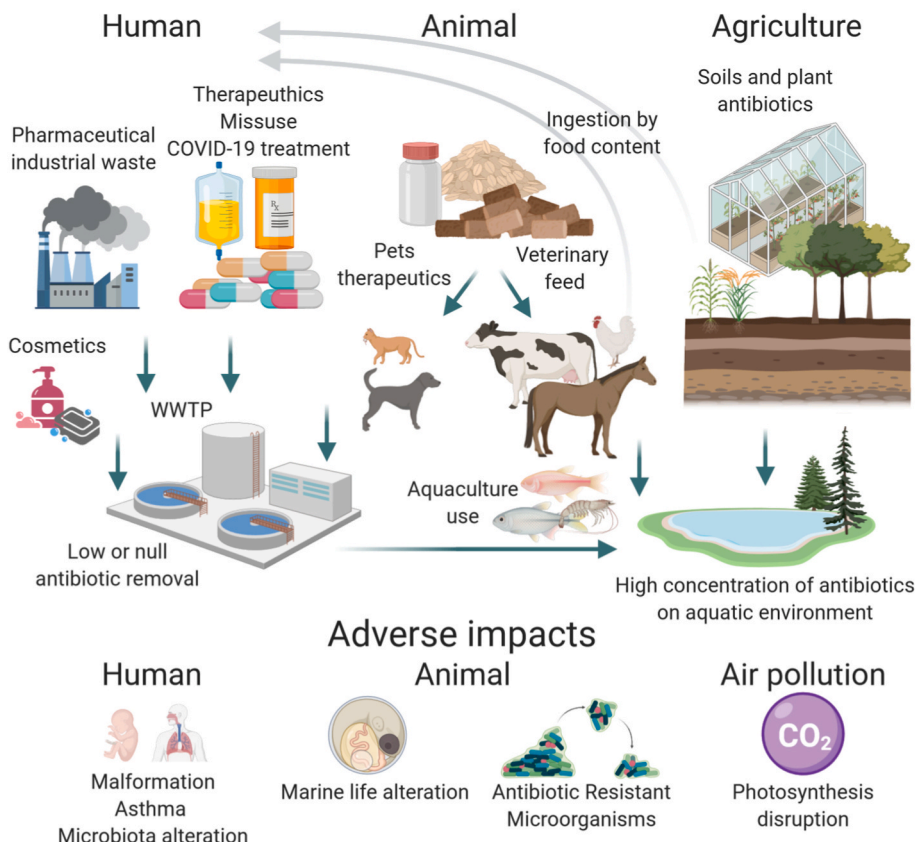 Human
Animal
Agriculture
Therapeuthics
Missuse
COVID-19 treatment
Pharmaceutical
industrial waste
Rx
Ingestion by
food content
Soils and plant
antibiotics
Pets
therapeutics
Veterinary
feed
Cosmetics
WWTP
Aquaculture
use
Low or null
antibiotic removal
High concentration of antibiotics
on aquatic environment
Adverse impacts
Human
Animal
Air pollution
CO₂
Malformation
Asthma
Microbiota alteration
Marine life alteration
Antibiotic Resistant
Microorganisms
Photosynthesis
disruption